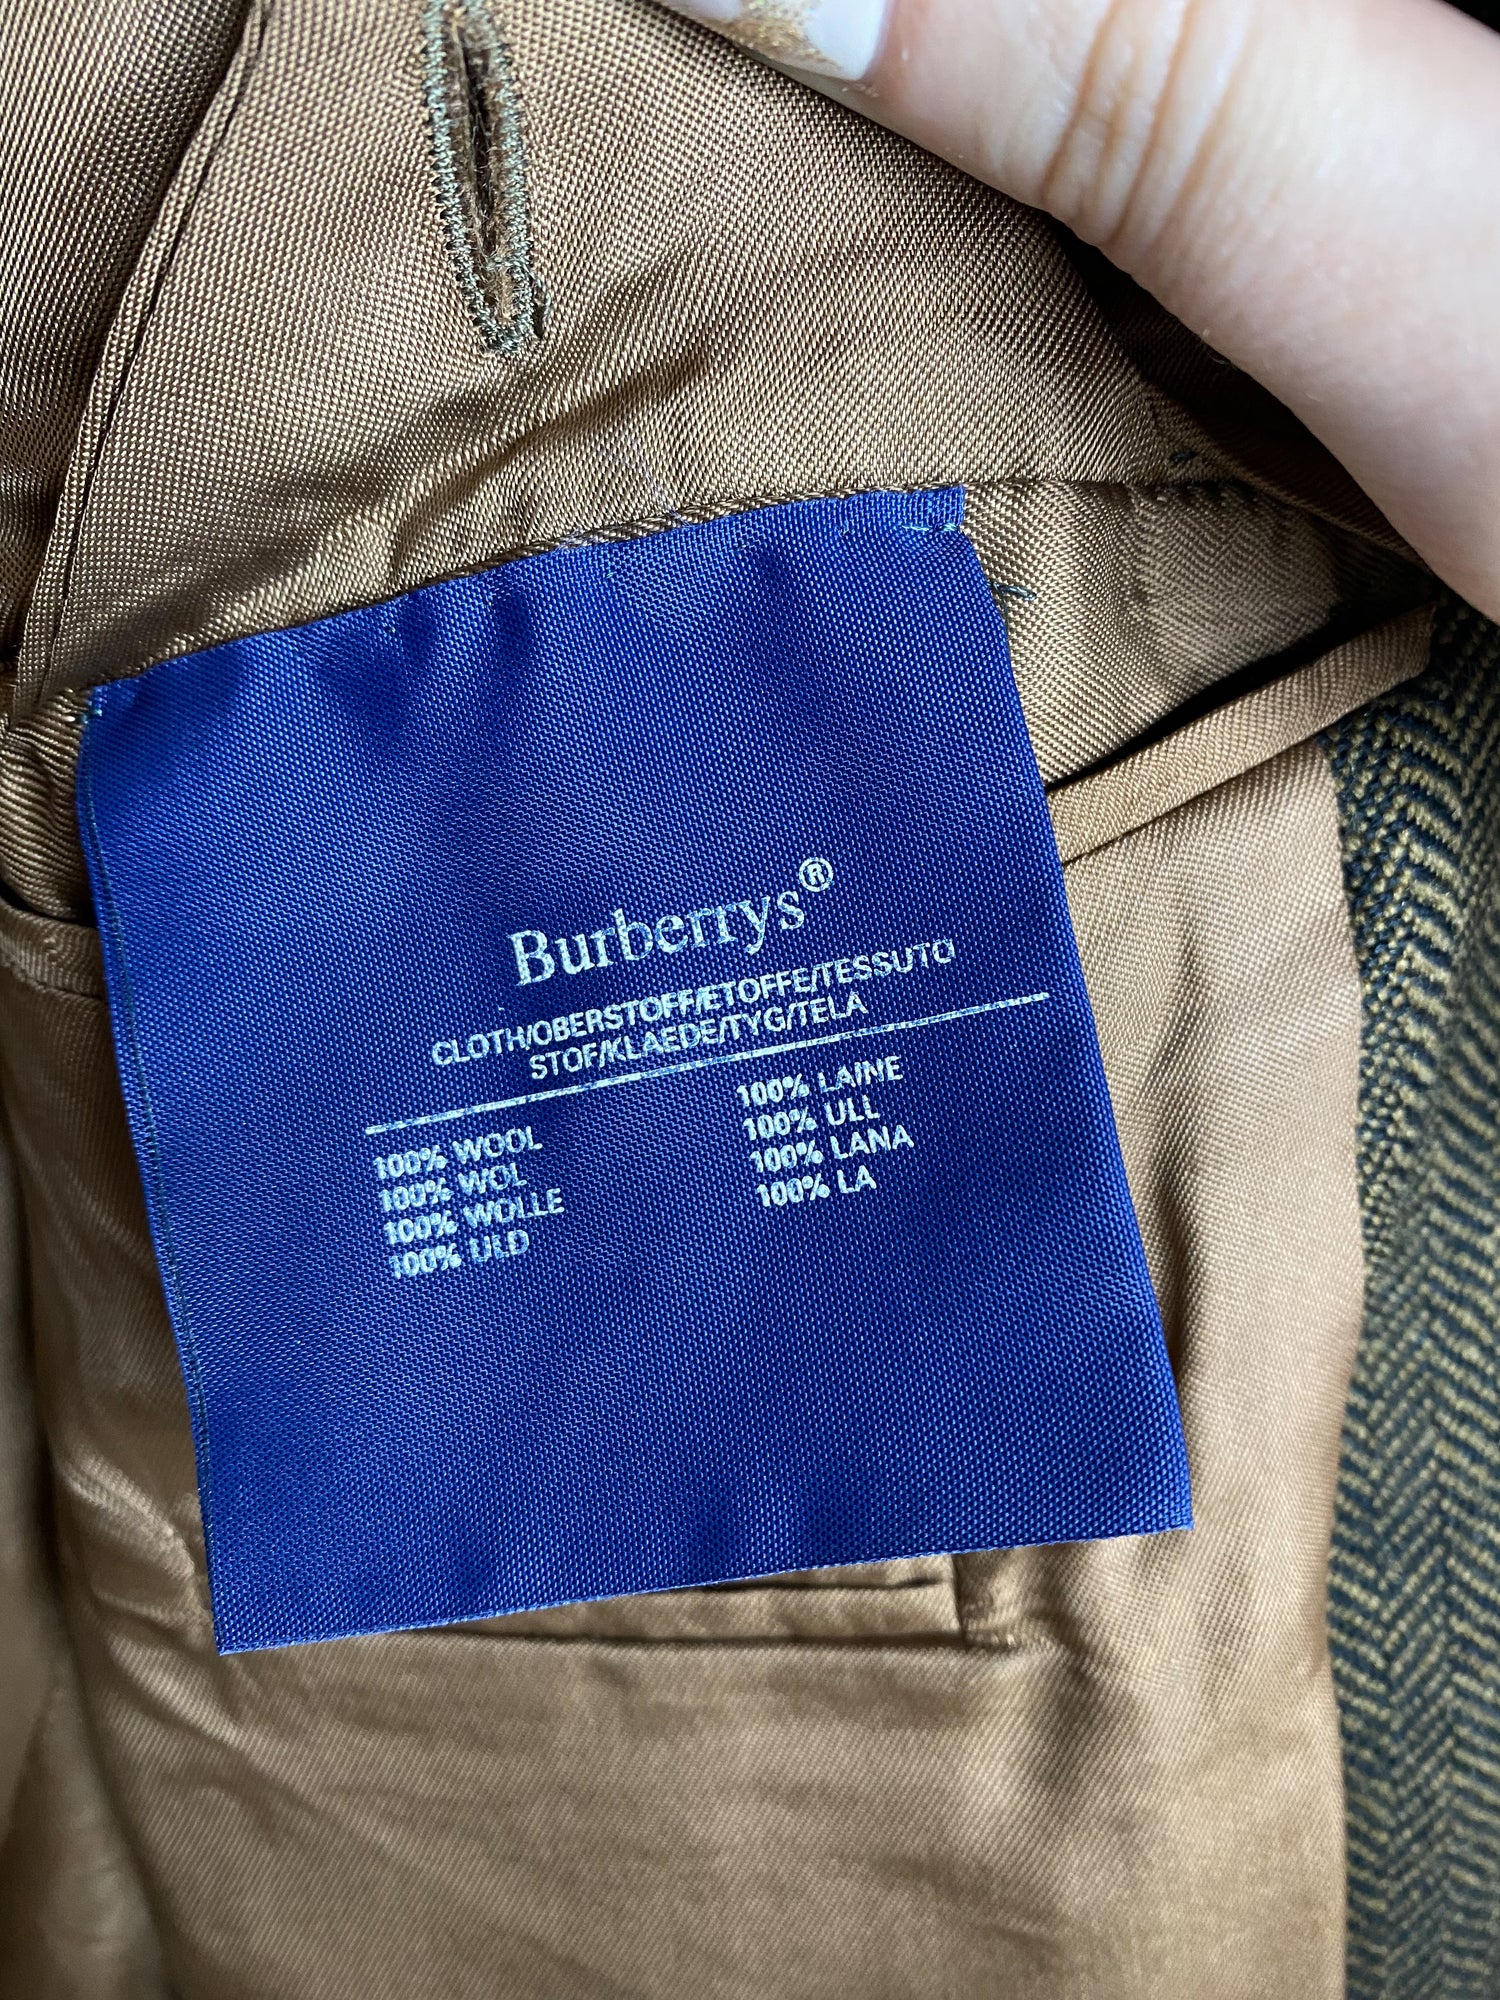 Burberrys®
CLOTH/OBERSTOFF/ETOFFE/TESSUTO
STOF/KLAEDE/TYG/TELA
100% WOOL
100% WOL
100% WOLLE
100% ULD
100% LAINE
100% ULL
100% LANA
100% LA